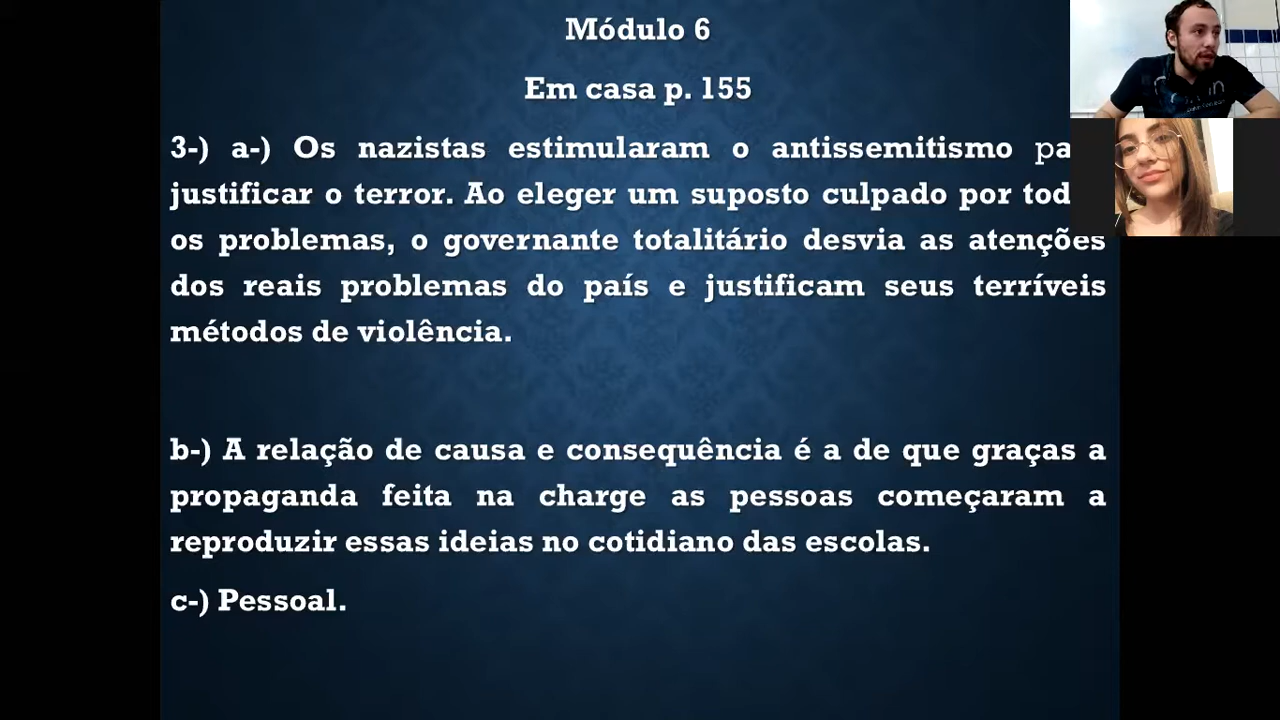 Módulo 6
Em casa p. 155
3-) a-) Os nazistas estimularam o antissemitismo
justificar o terror. Ao eleger um suposto culpado por
os problemas, o governante totalitário desvia as atenções
dos reais problemas do país e justificam seus terríveis
métodos de violência.
b-) A relação de causa e consequência é a de que graças a
propaganda feita na charge as pessoas começaram a
reproduzir essas ideias no cotidiano das escolas.
c-) Pessoal.